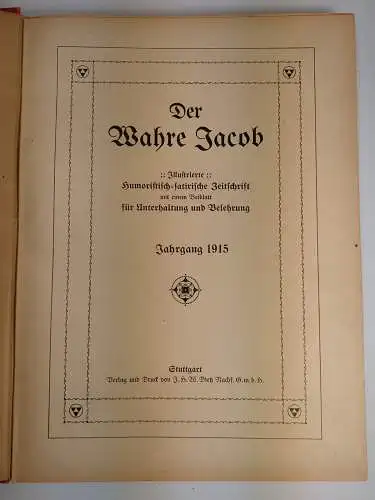 Der
Wahre Jacob
:: Illustrierte ::
Humoristisch-satirische Zeitschrift
mit einem Beiblatt
für Unterhaltung und Belehrung
Jahrgang 1915
Stuttgart
Verlag und Druck von J. H. W. Dietz Nachf. G. m. b. H.